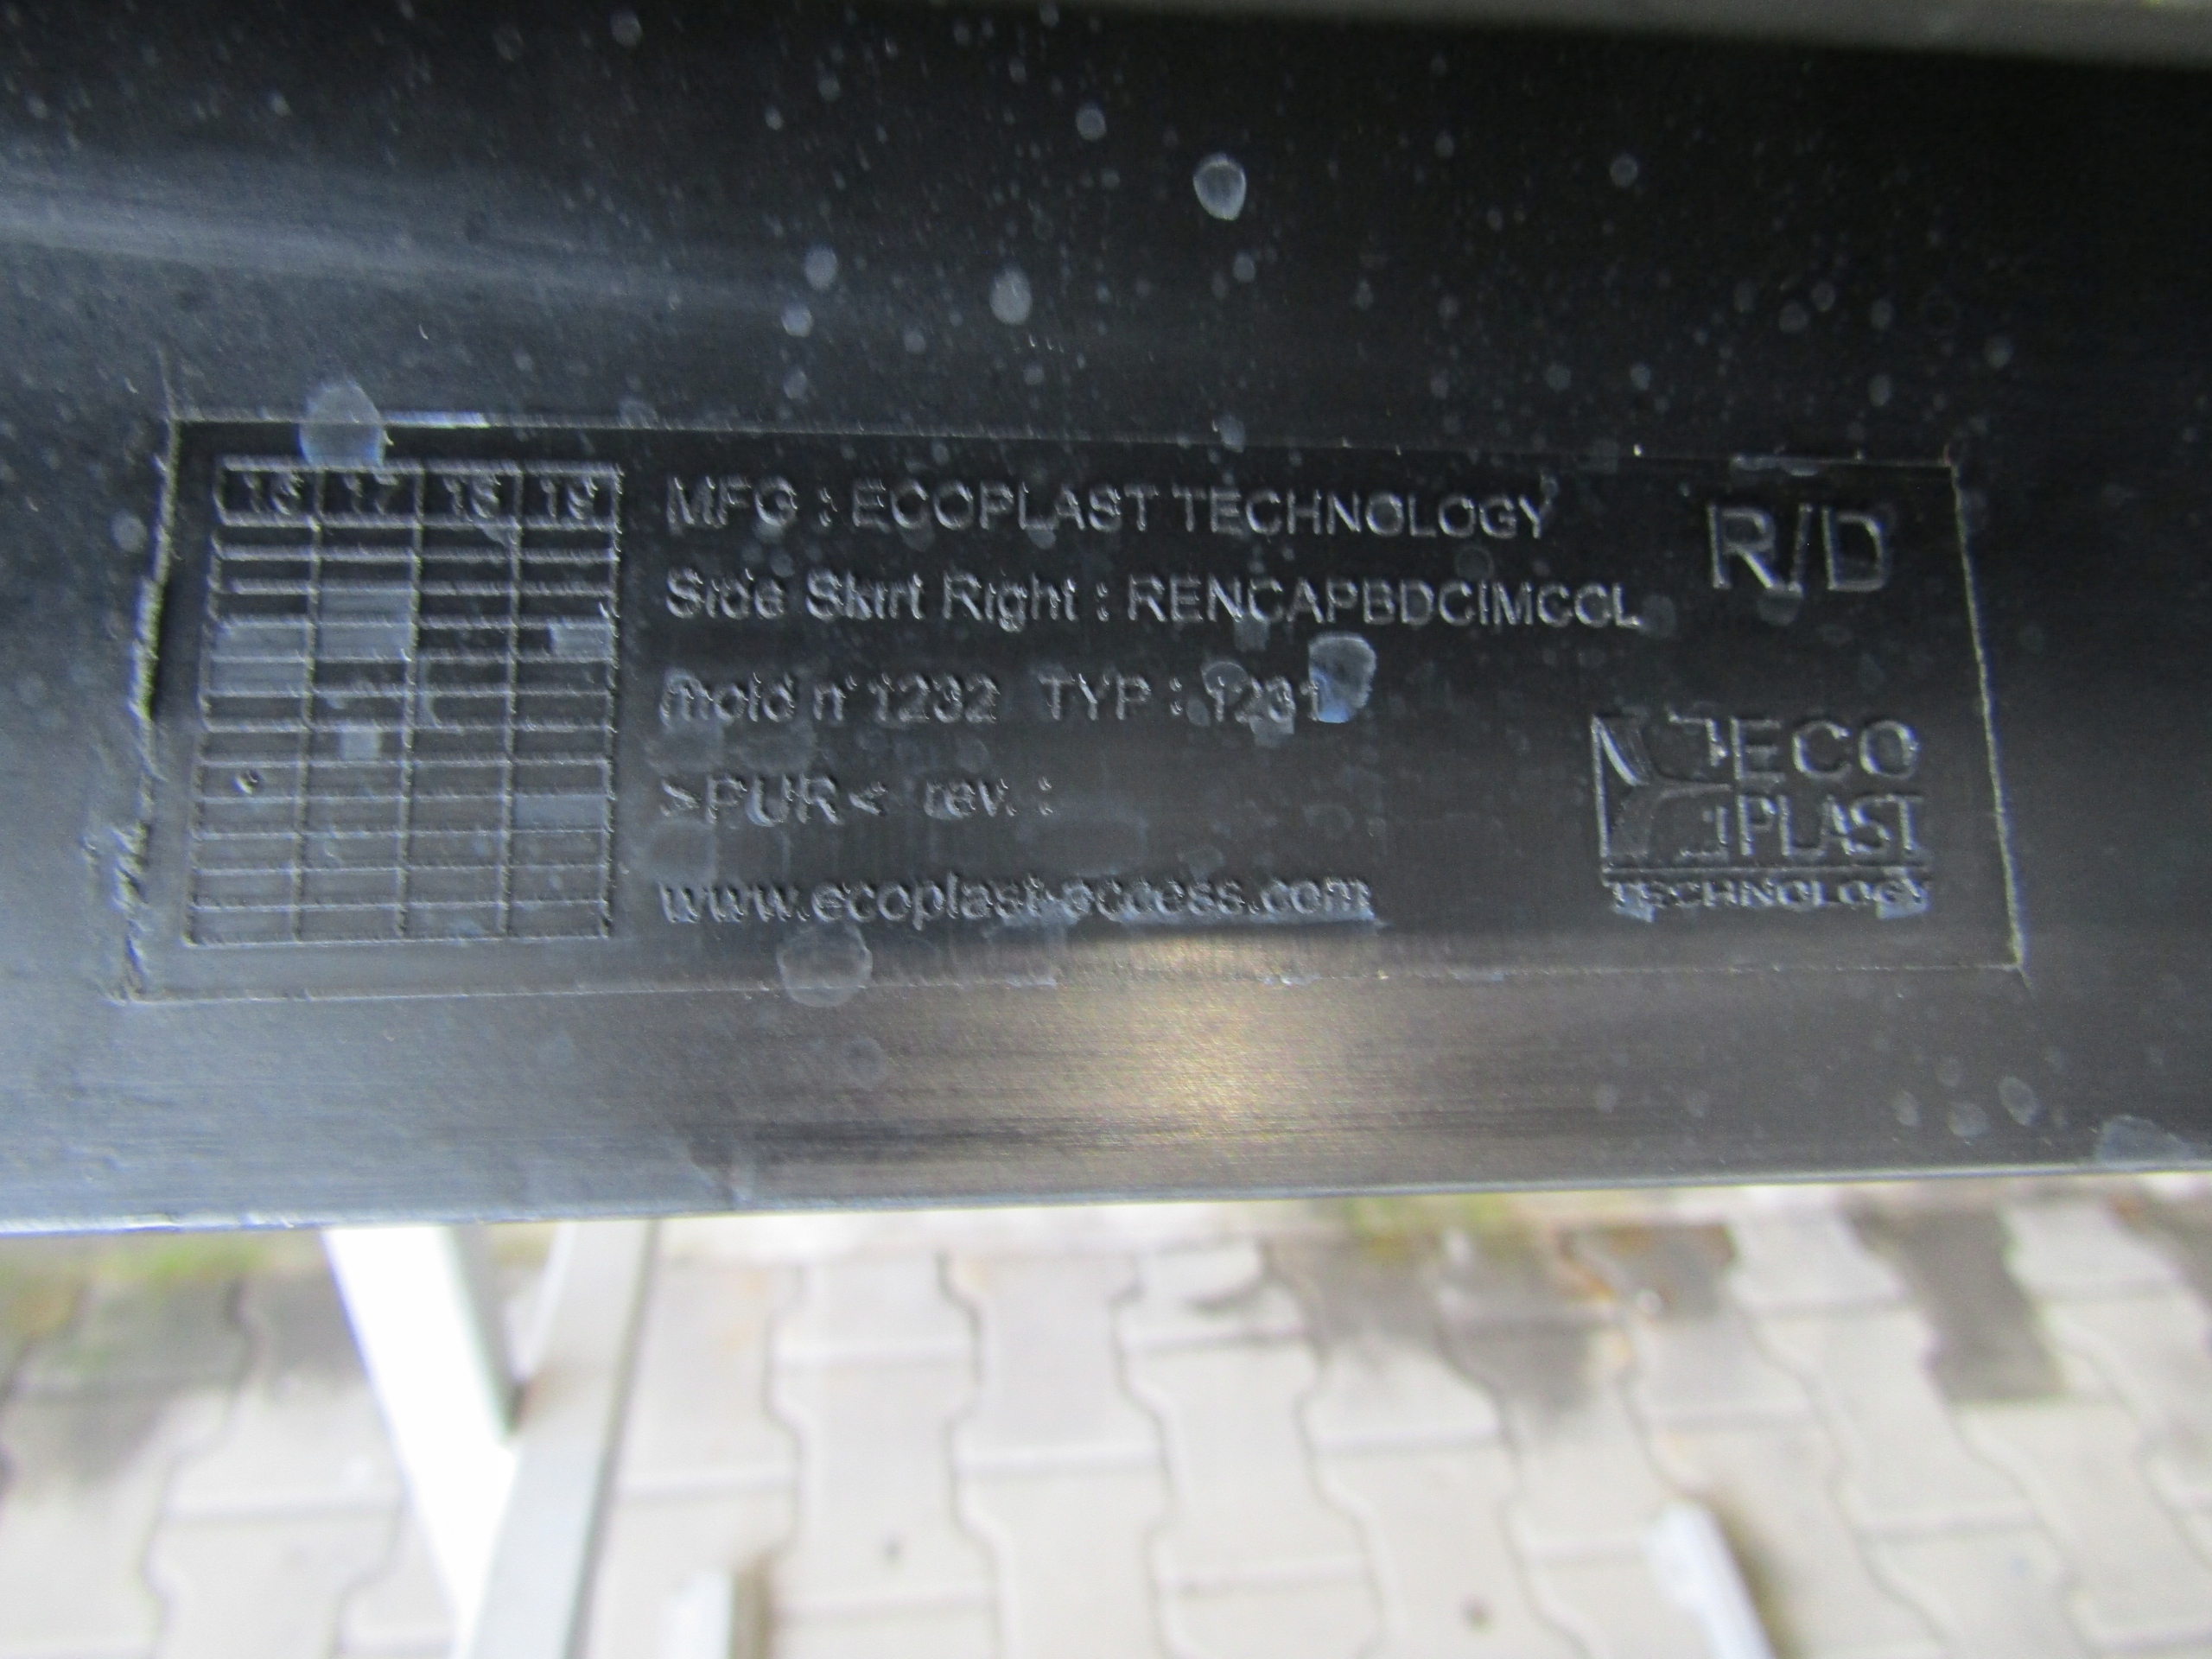 16 17 18 19
MFG : ECOPLAST TECHNOLOGY
Side Skirt Right : RENCAPBDCIMCCL
mold n° 1232 TYP : 1231
>PUR< rev. :
www.ecoplast-access.com
R/D
ECO
PLAST
TECHNOLOGY